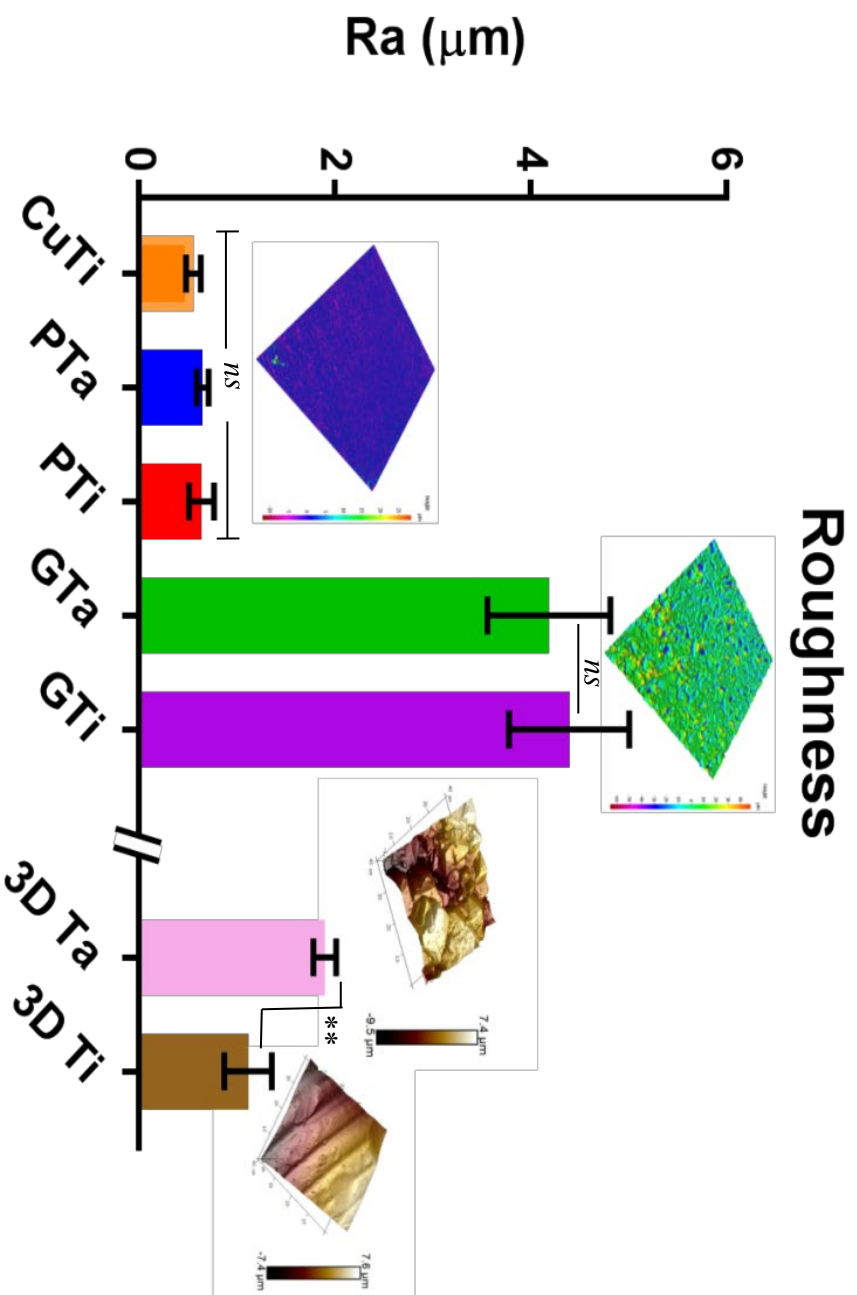 Roughness
Ra (μm)
6
4
2
0
ns
ns
**
7.4 μm
-9.5 μm
7.6 μm
-7.4 μm
CuTi
PTa
PTi
GTa
GTi
3D Ta
3D Ti